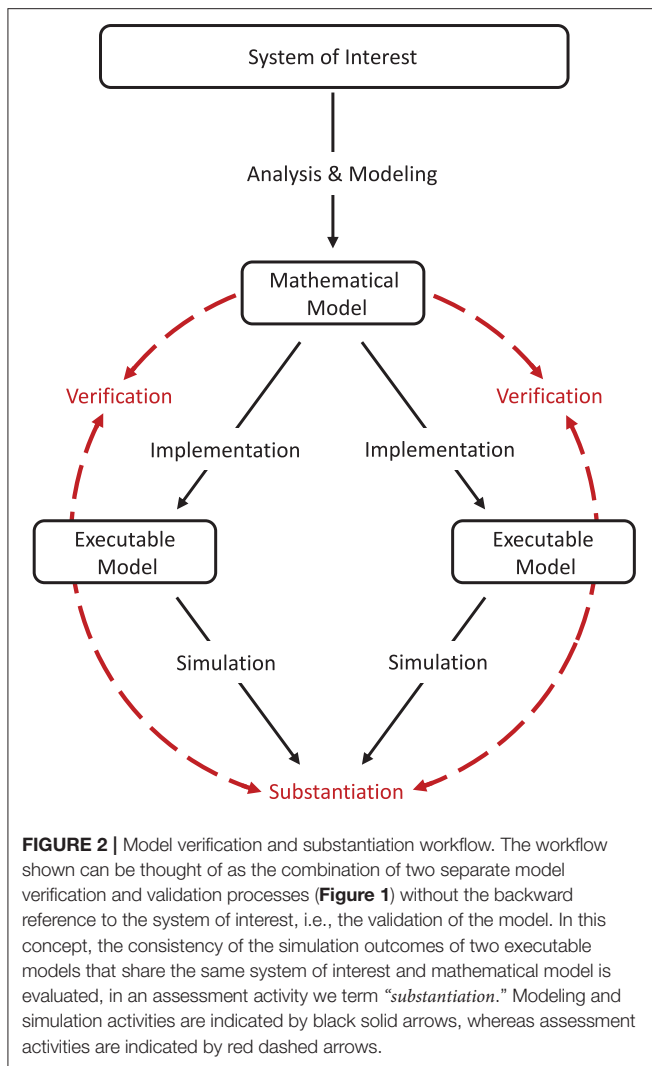 System of Interest
Analysis & Modeling
Mathematical
Model
Verification
Verification
Implementation
Implementation
Executable
Model
Executable
Model
Simulation
Simulation
Substantiation
FIGURE 2 | Model verification and substantiation workflow. The workflow
shown can be thought of as the combination of two separate model
verification and validation processes (Figure 1) without the backward
reference to the system of interest, i.e., the validation of the model. In this
concept, the consistency of the simulation outcomes of two executable
models that share the same system of interest and mathematical model is
evaluated, in an assessment activity we term “substantiation.” Modeling and
simulation activities are indicated by black solid arrows, whereas assessment
activities are indicated by red dashed arrows.